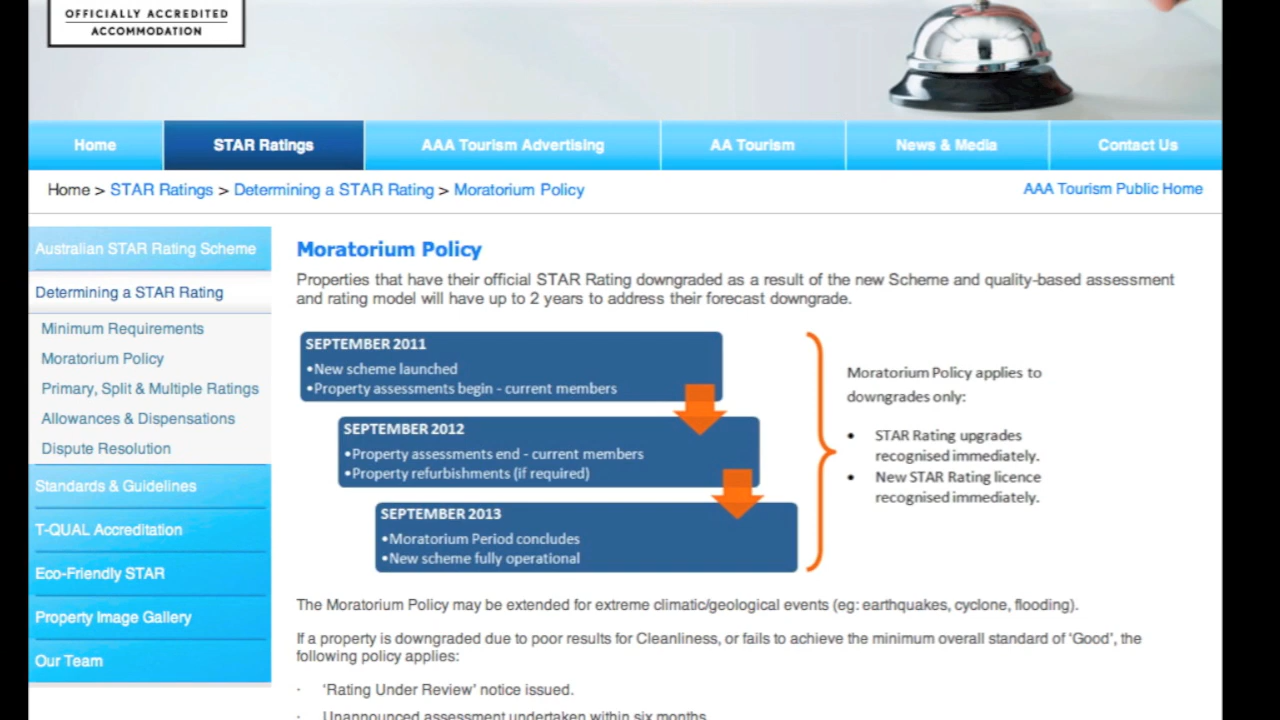 OFFICIALLY ACCREDITED
ACCOMMODATION
Home
STAR Ratings
AAA Tourism Advertising
AA Tourism
News & Media
Contact Us
Home > STAR Ratings > Determining a STAR Rating > Moratorium Policy
AAA Tourism Public Home
Australian STAR Rating Scheme
Determining a STAR Rating
Minimum Requirements
Moratorium Policy
Primary, Split & Multiple Ratings
Allowances & Dispensations
Dispute Resolution
Standards & Guidelines
T-QUAL Accreditation
Eco-Friendly STAR
Property Image Gallery
Our Team
Moratorium Policy
Properties that have their official STAR Rating downgraded as a result of the new Scheme and quality-based assessment
and rating model will have up to 2 years to address their forecast downgrade.
SEPTEMBER 2011
•New scheme launched
•Property assessments begin - current members
SEPTEMBER 2012
•Property assessments end - current members
•Property refurbishments (if required)
SEPTEMBER 2013
•Moratorium Period concludes
•New scheme fully operational
Moratorium Policy applies to
downgrades only:
• STAR Rating upgrades
recognised immediately.
• New STAR Rating licence
recognised immediately.
The Moratorium Policy may be extended for extreme climatic/geological events (eg: earthquakes, cyclone, flooding).
If a property is downgraded due to poor results for Cleanliness, or fails to achieve the minimum overall standard of ‘Good’, the
following policy applies:
· ‘Rating Under Review’ notice issued.
· Unannounced assessment undertaken within six months.